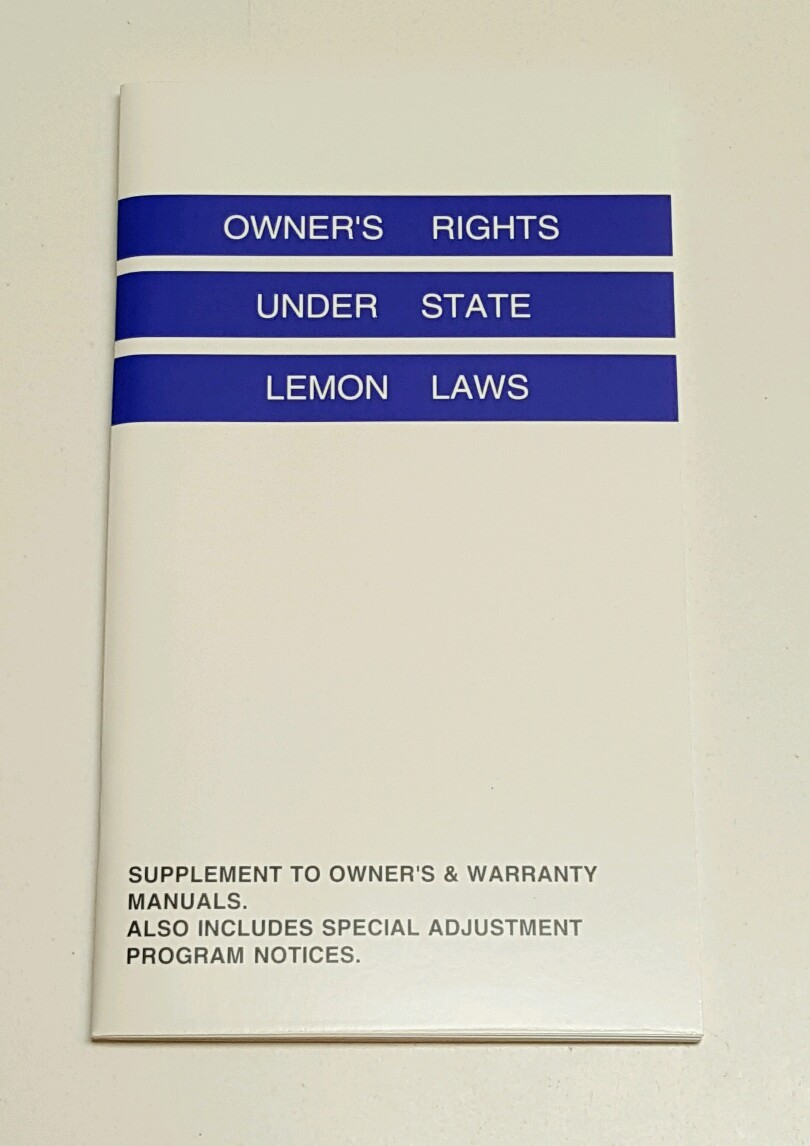 OWNER'S RIGHTS
UNDER STATE
LEMON LAWS
SUPPLEMENT TO OWNER'S & WARRANTY
MANUALS.
ALSO INCLUDES SPECIAL ADJUSTMENT
PROGRAM NOTICES.